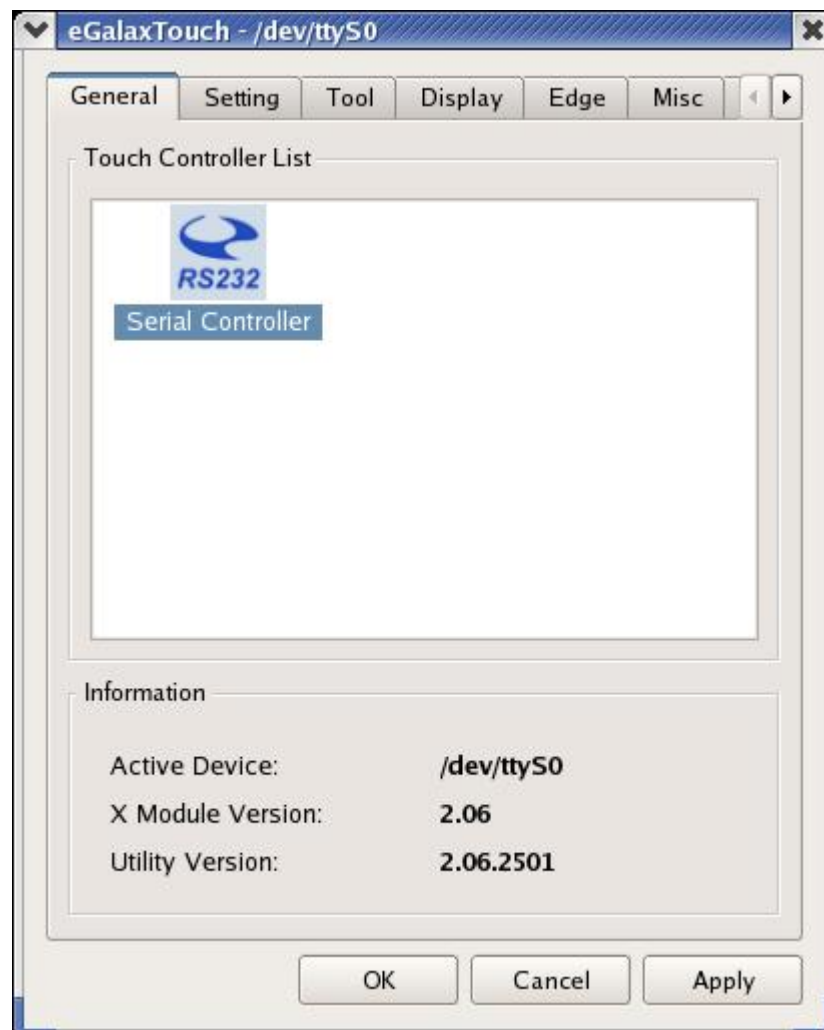 eGalaxTouch - /dev/ttyS0
General Setting Tool Display Edge Misc
Touch Controller List
RS232
Serial Controller
Information
Active Device: /dev/ttyS0
X Module Version: 2.06
Utility Version: 2.06.2501
OK Cancel Apply